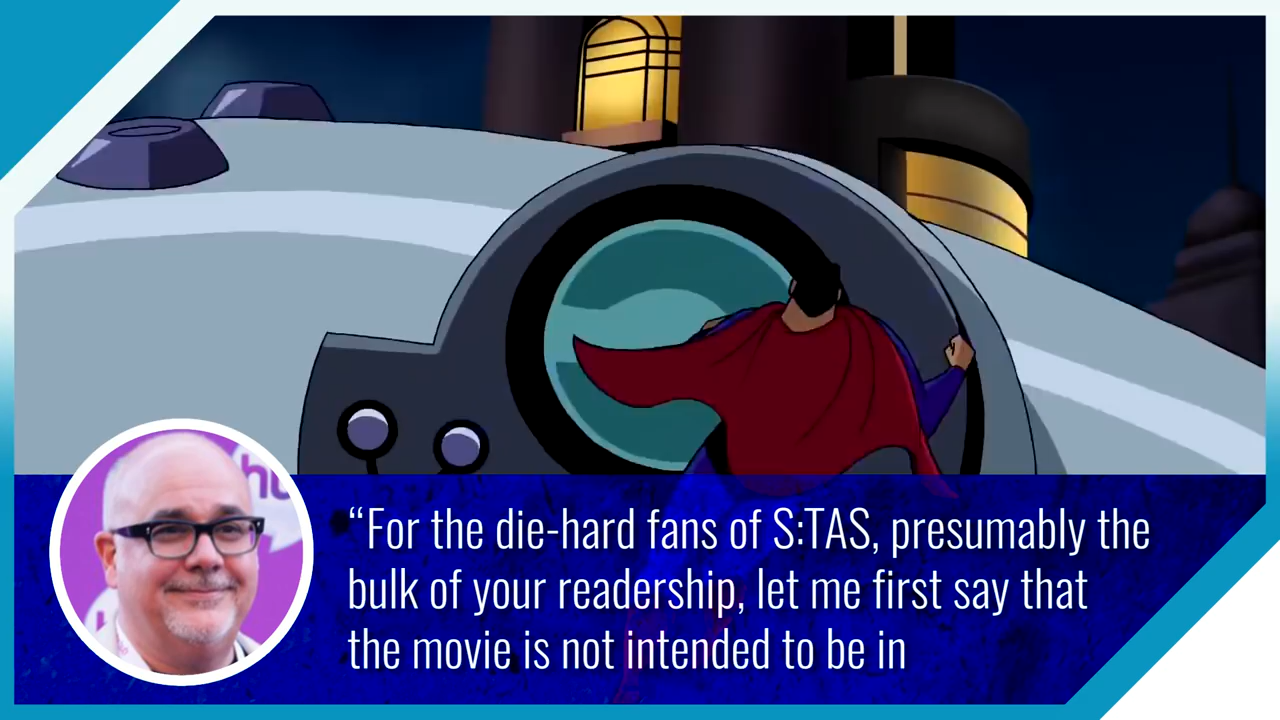 hu
“For the die-hard fans of S:TAS, presumably the
bulk of your readership, let me first say that
the movie is not intended to be in